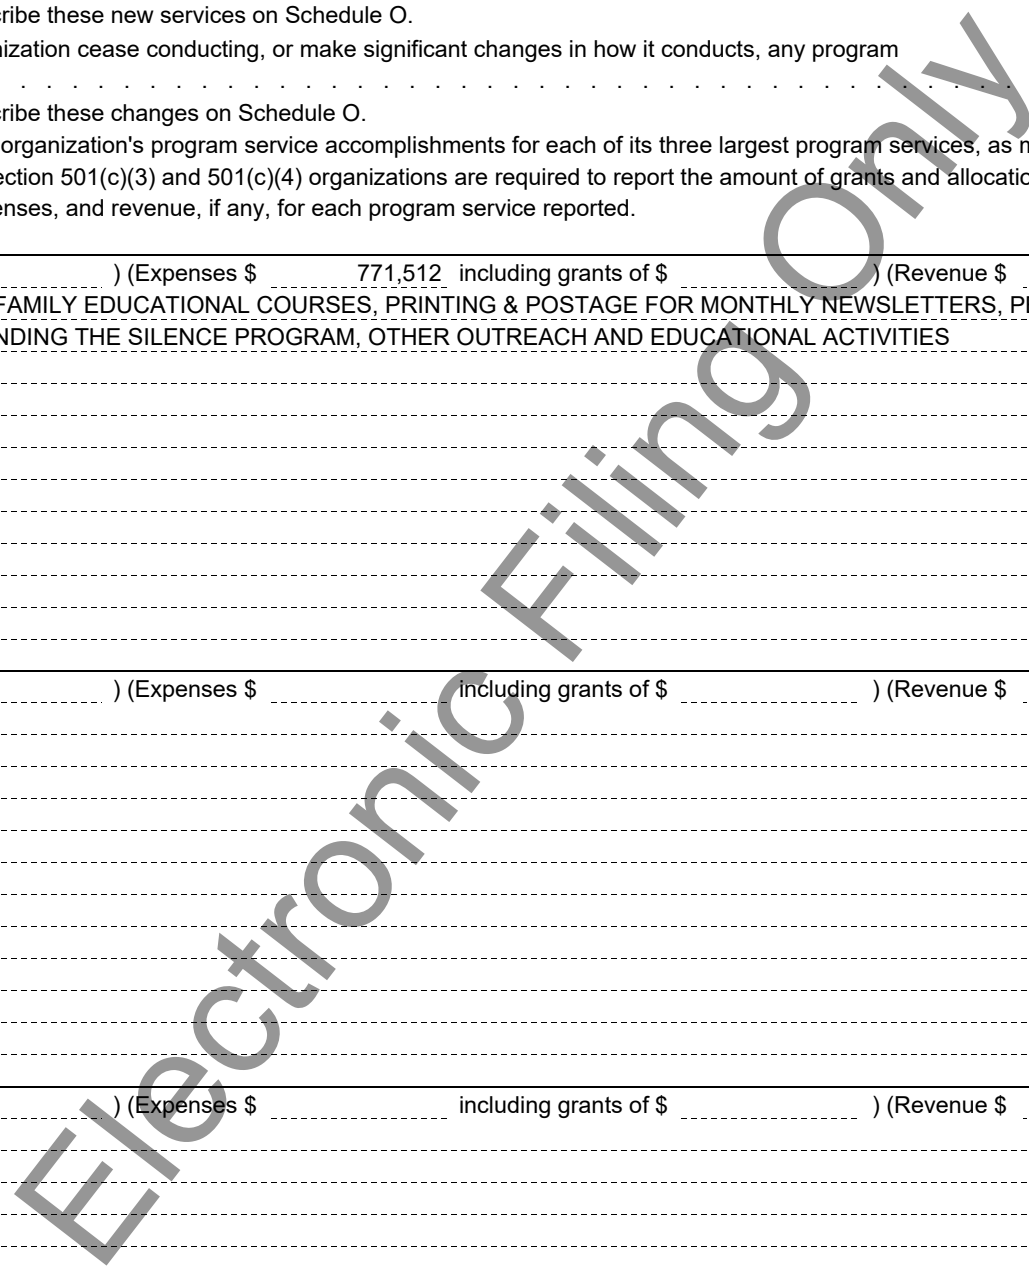 cribe these new services on Schedule O.
nization cease conducting, or make significant changes in how it conducts, any program
. . . . . . . . . . . . . . . . . . . . . . . . . . . . . . . . . . . . . . .
cribe these changes on Schedule O.
organization's program service accomplishments for each of its three largest program services, as m
ection 501(c)(3) and 501(c)(4) organizations are required to report the amount of grants and allocatio
enses, and revenue, if any, for each program service reported.
) (Expenses $ 771,512 including grants of $ ) (Revenue $
FAMILY EDUCATIONAL COURSES, PRINTING & POSTAGE FOR MONTHLY NEWSLETTERS, P
NDING THE SILENCE PROGRAM, OTHER OUTREACH AND EDUCATIONAL ACTIVITIES
) (Expenses $ including grants of $ ) (Revenue $
) (Expenses $ including grants of $ ) (Revenue $
Electronic Filing Only